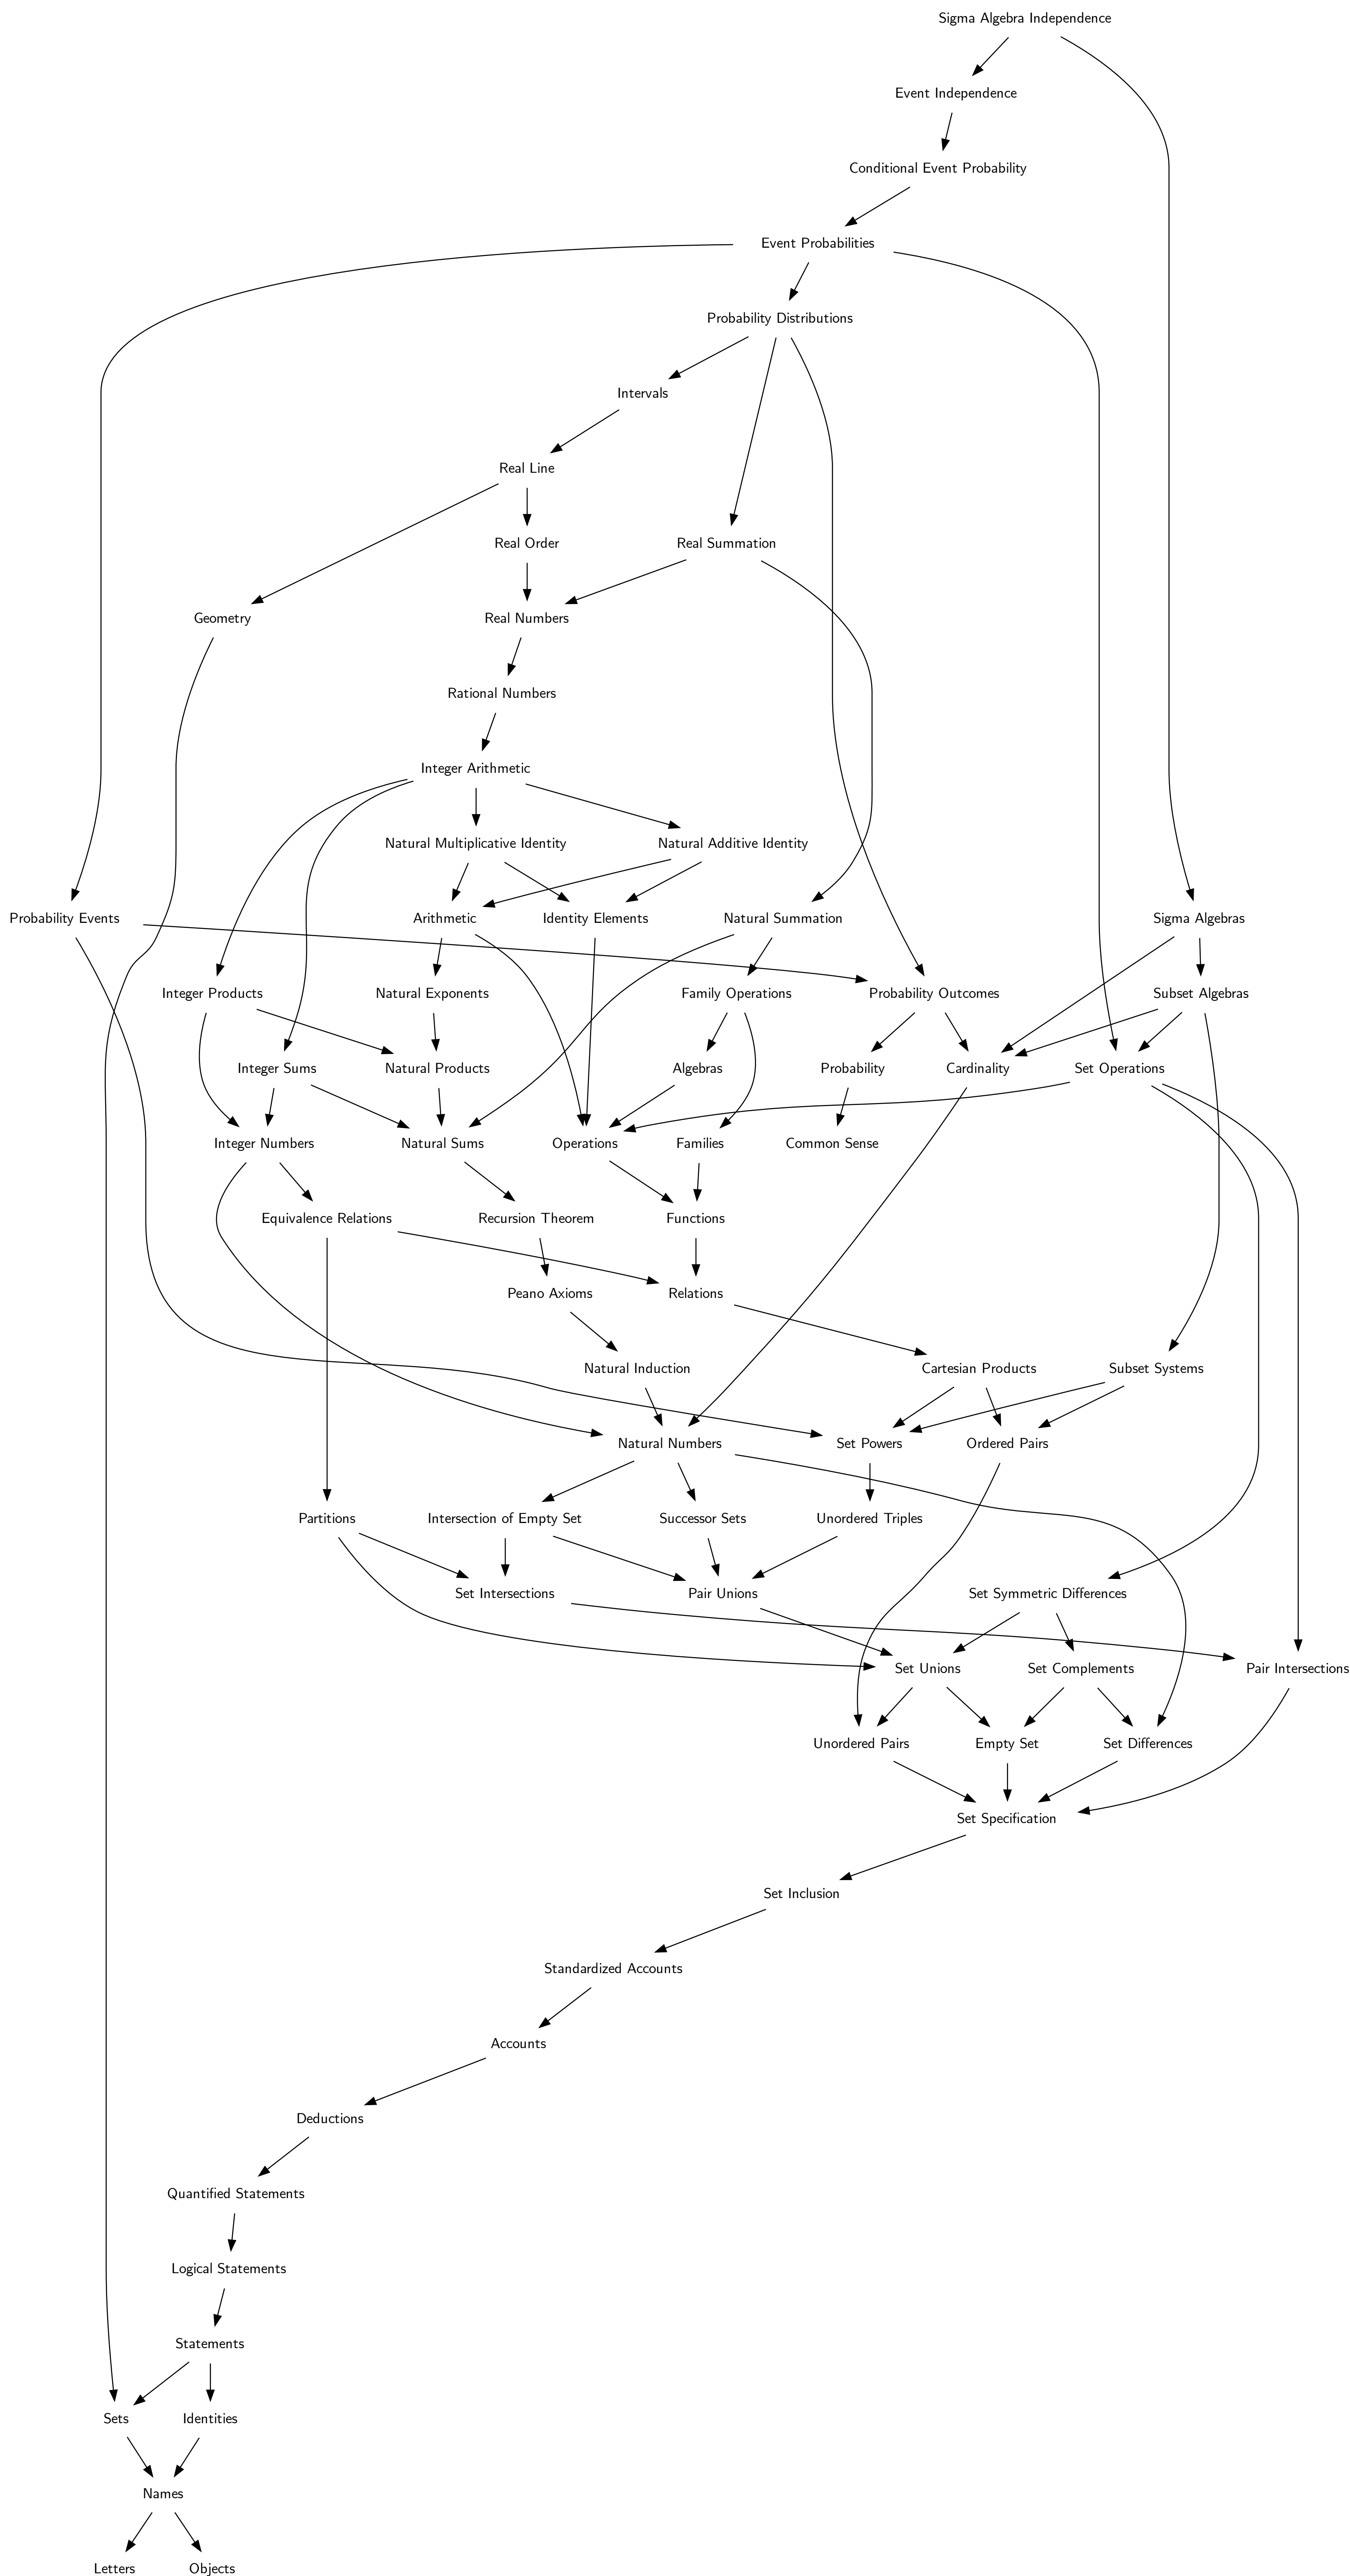 Sigma Algebra Independence
Event Independence
Conditional Event Probability
Event Probabilities
Probability Distributions
Intervals
Real Line
Real Order
Real Summation
Geometry
Real Numbers
Rational Numbers
Integer Arithmetic
Natural Multiplicative Identity
Natural Additive Identity
Probability Events
Arithmetic
Identity Elements
Natural Summation
Sigma Algebras
Integer Products
Natural Exponents
Family Operations
Probability Outcomes
Subset Algebras
Integer Sums
Natural Products
Algebras
Probability
Cardinality
Set Operations
Integer Numbers
Natural Sums
Operations
Families
Common Sense
Equivalence Relations
Recursion Theorem
Functions
Peano Axioms
Relations
Natural Induction
Cartesian Products
Subset Systems
Natural Numbers
Set Powers
Ordered Pairs
Partitions
Intersection of Empty Set
Successor Sets
Unordered Triples
Set Intersections
Pair Unions
Set Symmetric Differences
Set Unions
Set Complements
Pair Intersections
Unordered Pairs
Empty Set
Set Differences
Set Specification
Set Inclusion
Standardized Accounts
Accounts
Deductions
Quantified Statements
Logical Statements
Statements
Sets
Identities
Names
Letters
Objects